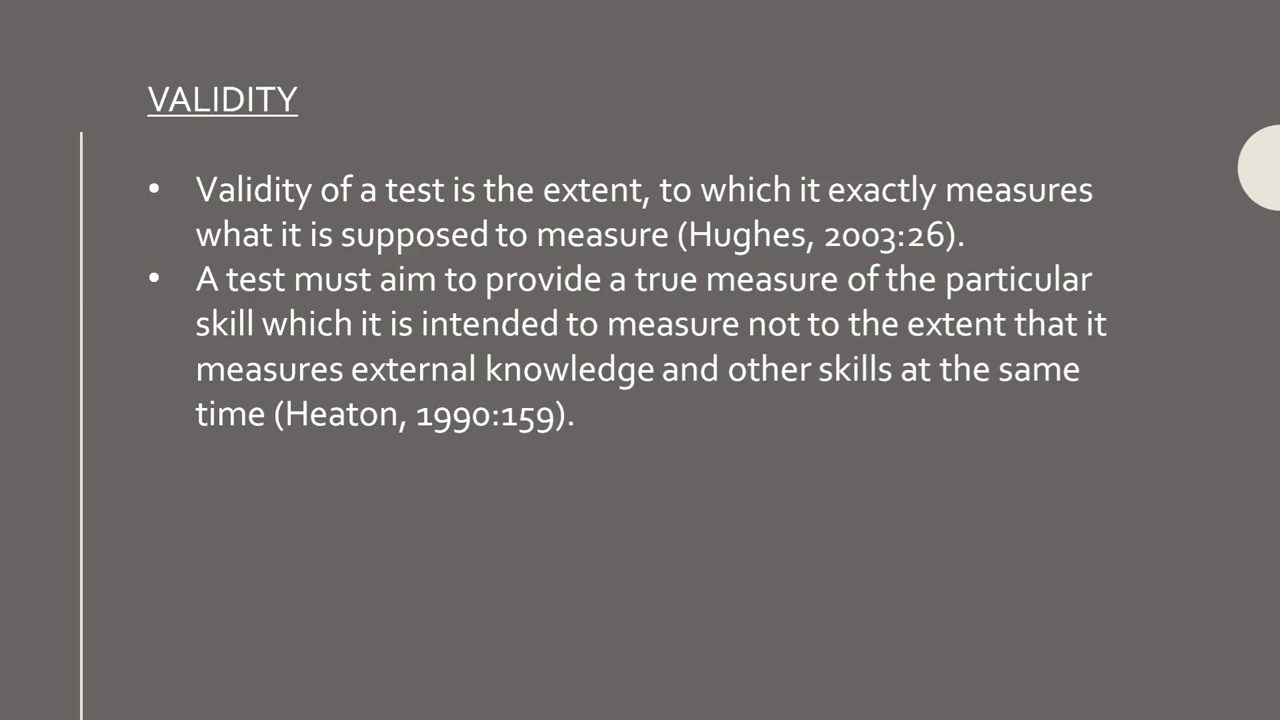 VALIDITY
• Validity of a test is the extent, to which it exactly measures
what it is supposed to measure (Hughes, 2003:26).
• A test must aim to provide a true measure of the particular
skill which it is intended to measure not to the extent that it
measures external knowledge and other skills at the same
time (Heaton, 1990:159).